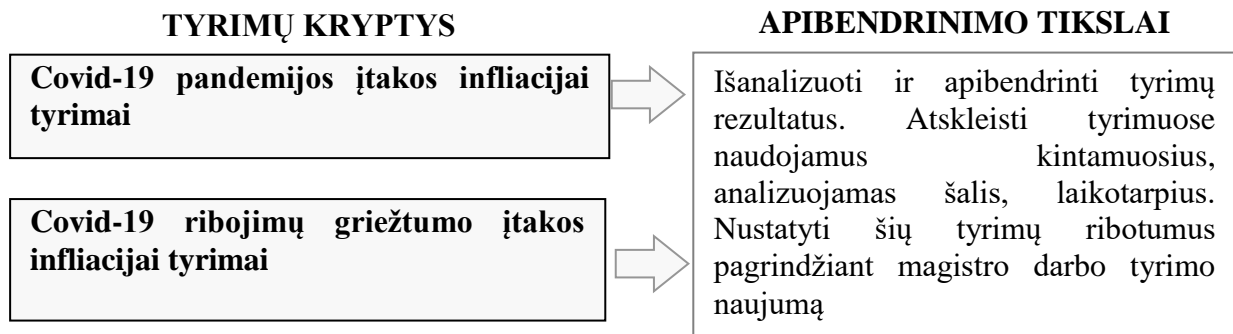 TYRIMŲ KRYPTYS
Covid-19 pandemijos įtakos infliacijai
tyrimai
Covid-19 ribojimų griežtumo įtakos
infliacijai tyrimai
APIBENDRINIMO TIKSLAI
Išanalizuoti ir apibendrinti tyrimų
rezultatus. Atskleisti tyrimuose
naudojamus kintamuosius,
analizuojamas šalis, laikotarpius.
Nustatyti šių tyrimų ribotumus
pagrindžiant magistro darbo tyrimo
naujumą